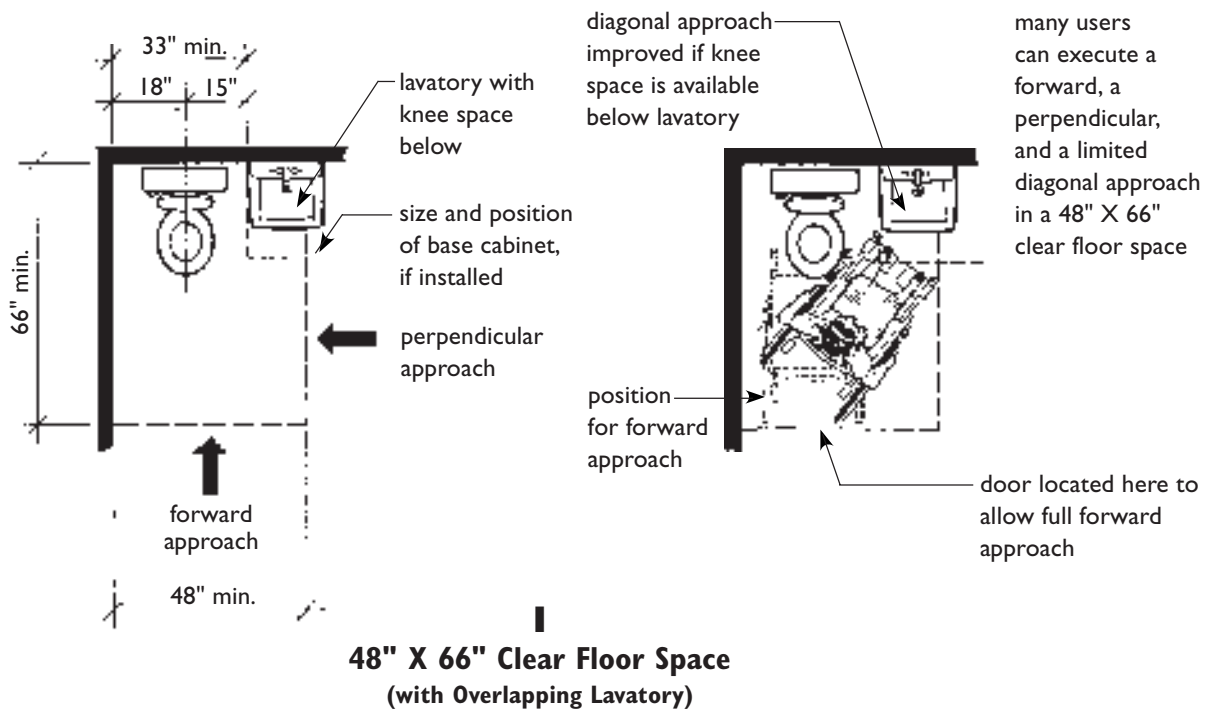 33" min.
18" 15"
lavatory with
knee space
below
size and position
of base cabinet,
if installed
66" min.
perpendicular
approach
forward
approach
48" min.
diagonal approach
improved if knee
space is available
below lavatory
many users
can execute a
forward, a
perpendicular,
and a limited
diagonal approach
in a 48" X 66"
clear floor space
position
for forward
approach
door located here to
allow full forward
approach
48" X 66" Clear Floor Space
(with Overlapping Lavatory)